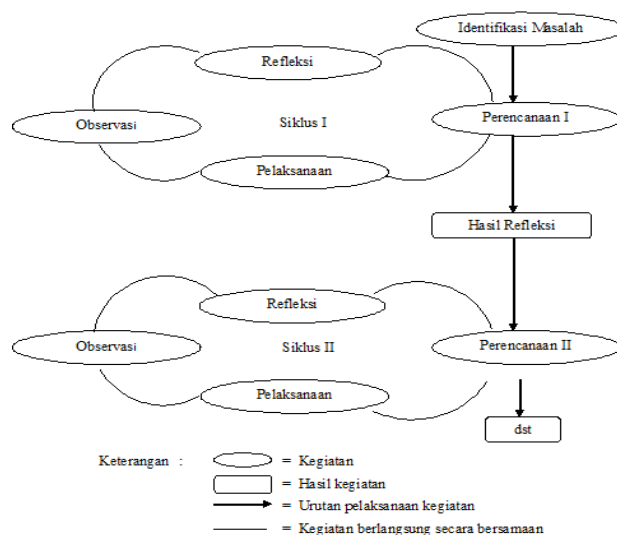 Identifikasi Masalah
Refleksi
Observasi
Siklus I
Perencanaan I
Pelaksanaan
Hasil Refleksi
Refleksi
Observasi
Siklus II
Perencanaan II
Pelaksanaan
dst
Keterangan :
= Kegiatan
= Hasil kegiatan
= Urutan pelaksanaan kegiatan
= Kegiatan berlangsung secara bersamaan